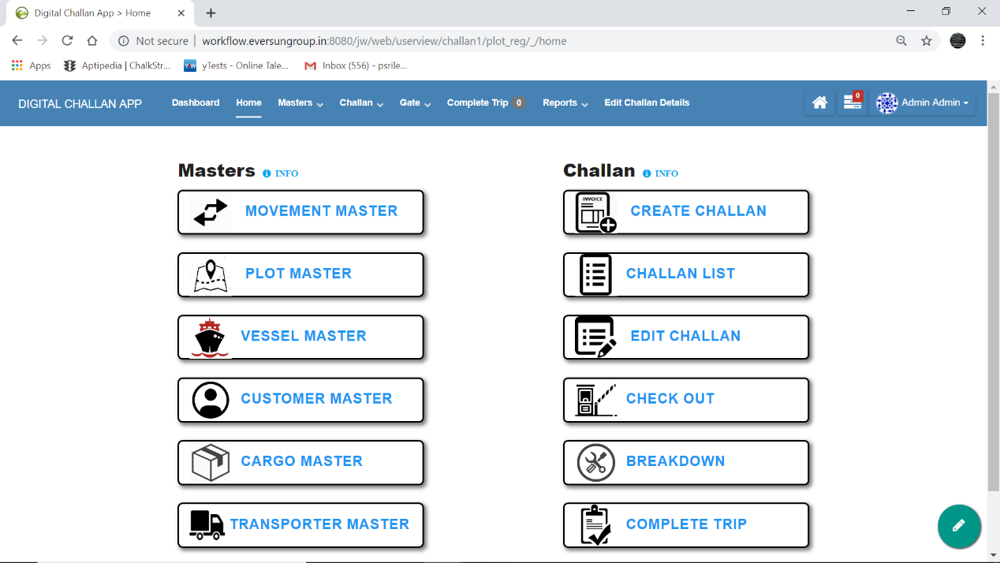 Digital Challan App > Home
Not secure | workflow.eversungroup.in:8080/jw/web/userview/challan1/plot_reg/_/home
Apps Aptipedia | ChalkStr... yTests - Online Tale... Inbox (556) - psrile...
DIGITAL CHALLAN APP Dashboard Home Masters Challan Gate Complete Trip 0 Reports Edit Challan Details 0 Admin Admin
Masters INFO
MOVEMENT MASTER
PLOT MASTER
VESSEL MASTER
CUSTOMER MASTER
CARGO MASTER
TRANSPORTER MASTER
Challan INFO
INVOICE
CREATE CHALLAN
CHALLAN LIST
EDIT CHALLAN
CHECK OUT
BREAKDOWN
COMPLETE TRIP